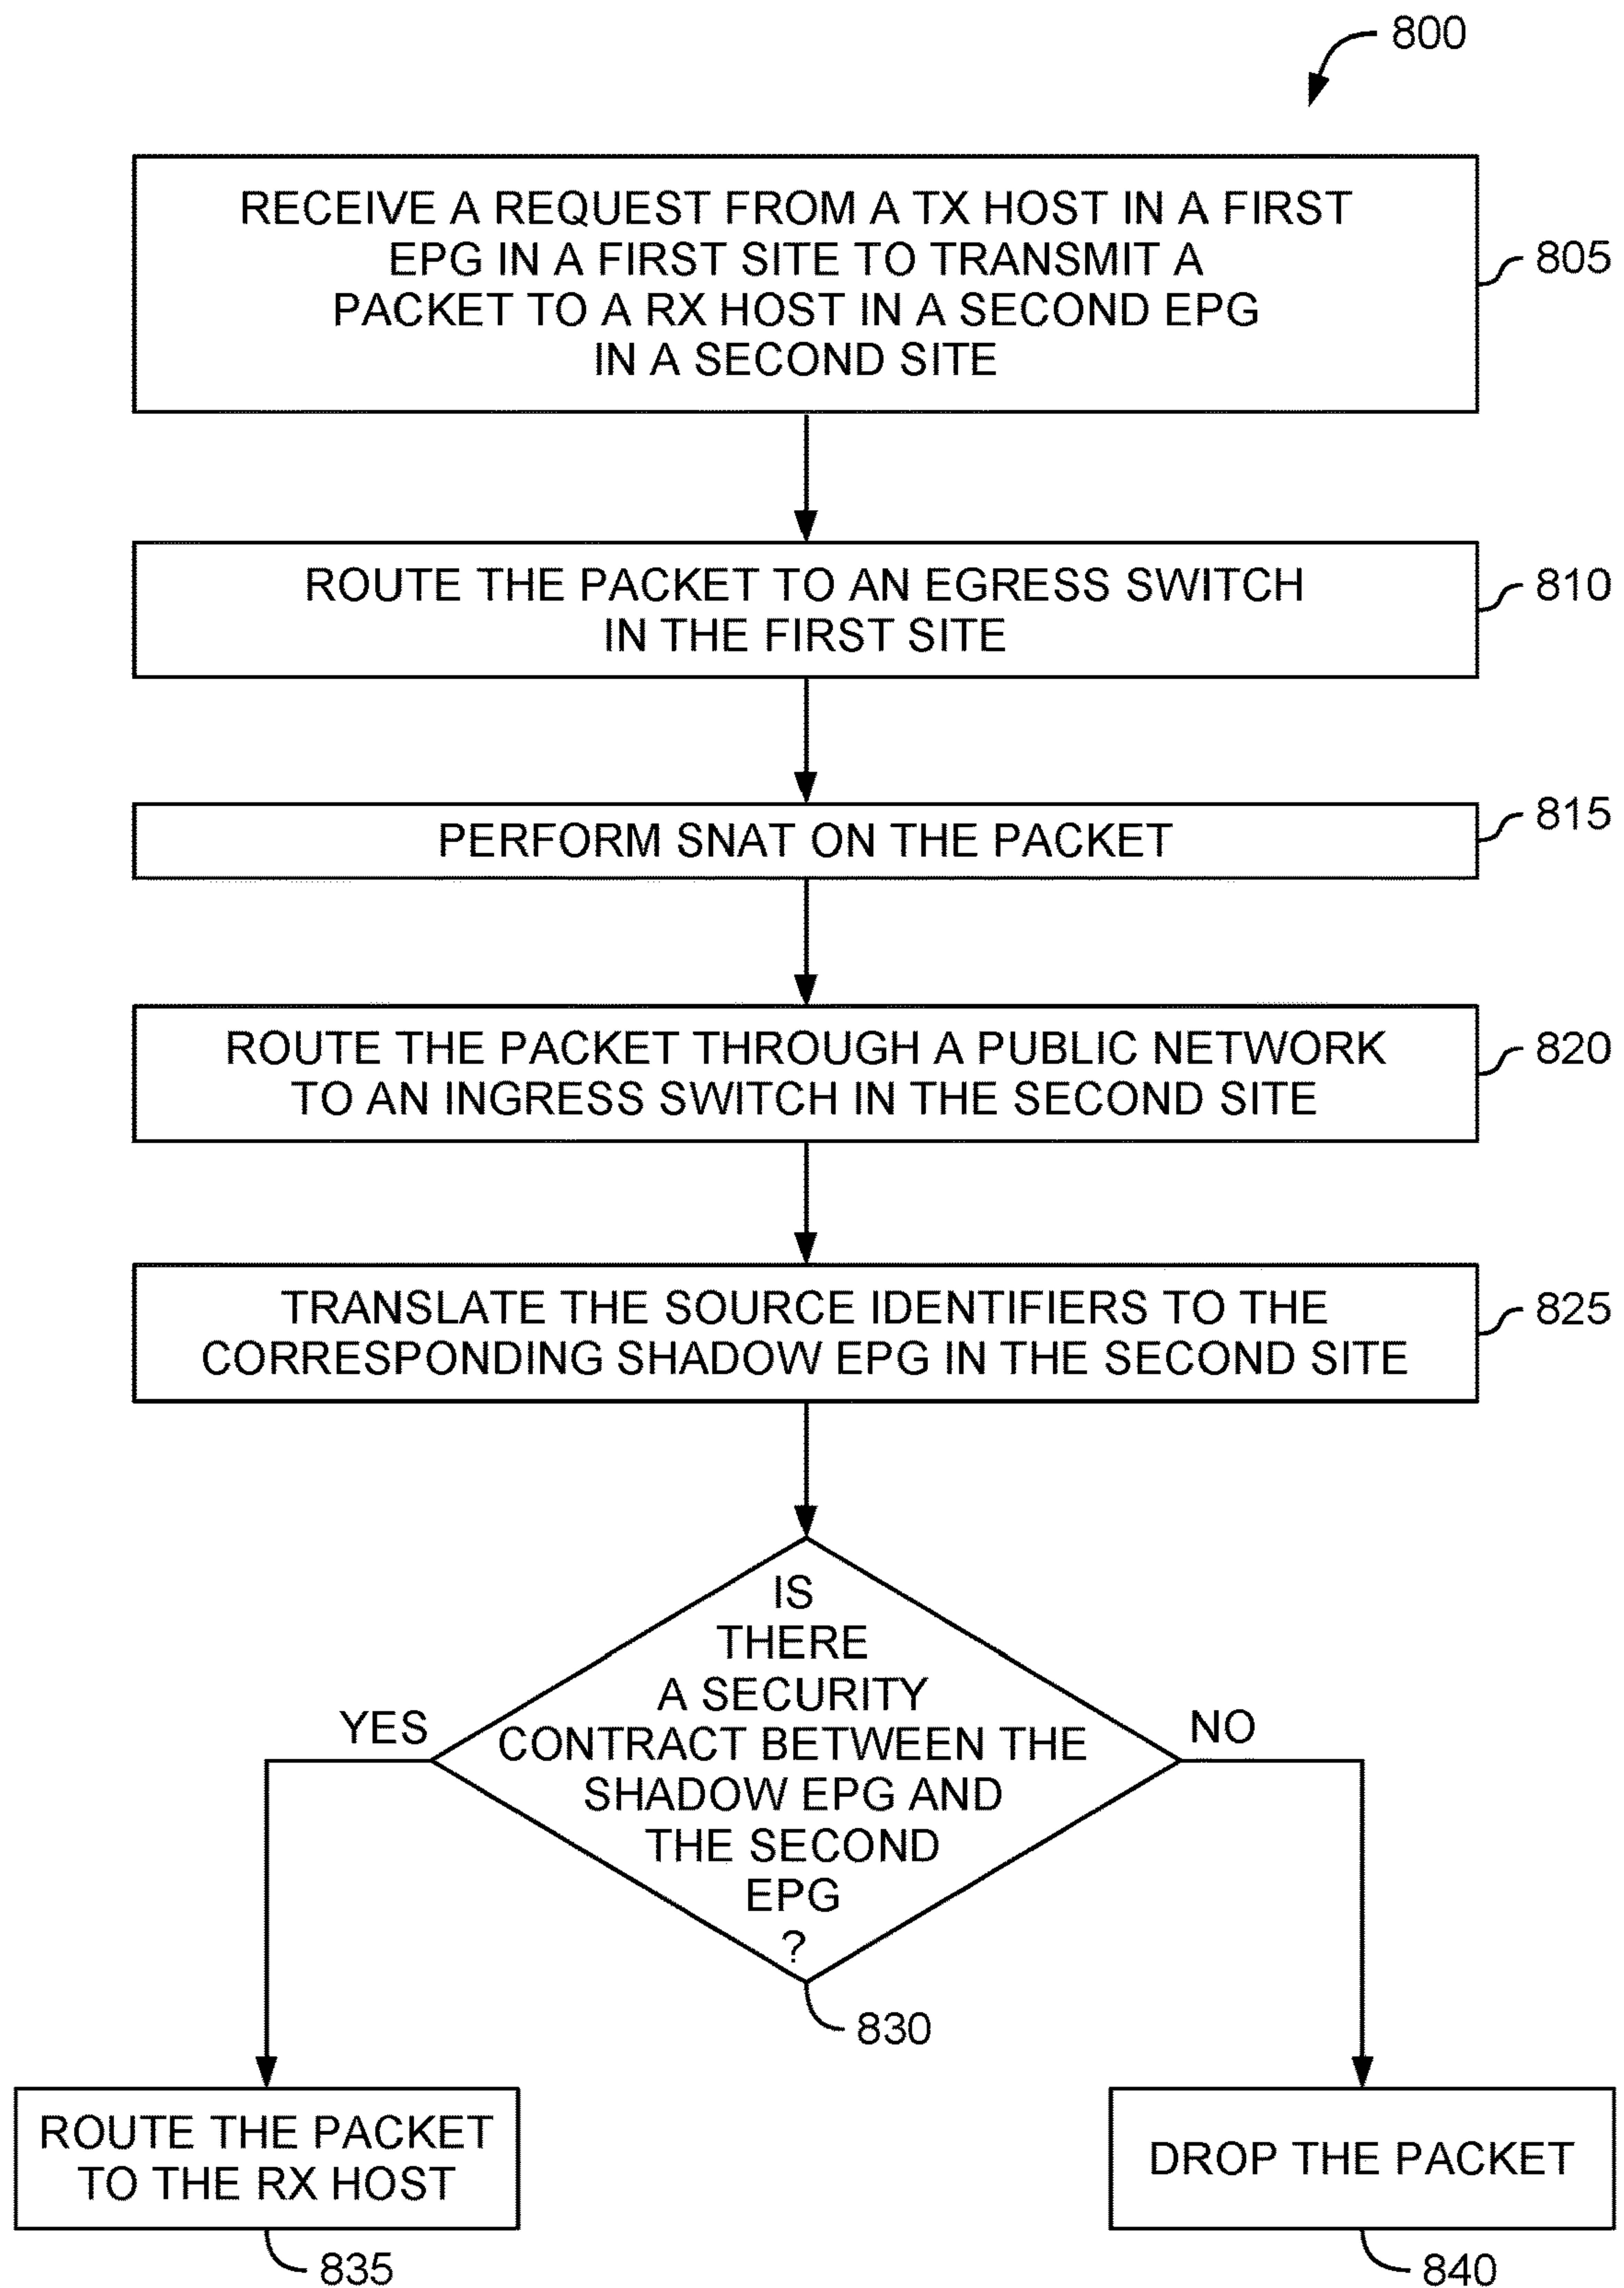 800
RECEIVE A REQUEST FROM A TX HOST IN A FIRST
EPG IN A FIRST SITE TO TRANSMIT A
PACKET TO A RX HOST IN A SECOND EPG
IN A SECOND SITE
805
ROUTE THE PACKET TO AN EGRESS SWITCH
IN THE FIRST SITE
810
PERFORM SNAT ON THE PACKET
815
ROUTE THE PACKET THROUGH A PUBLIC NETWORK
TO AN INGRESS SWITCH IN THE SECOND SITE
820
TRANSLATE THE SOURCE IDENTIFIERS TO THE
CORRESPONDING SHADOW EPG IN THE SECOND SITE
825
IS
THERE
A SECURITY
CONTRACT BETWEEN THE
SHADOW EPG AND
THE SECOND
EPG
?
830
YES
NO
ROUTE THE PACKET
TO THE RX HOST
835
DROP THE PACKET
840